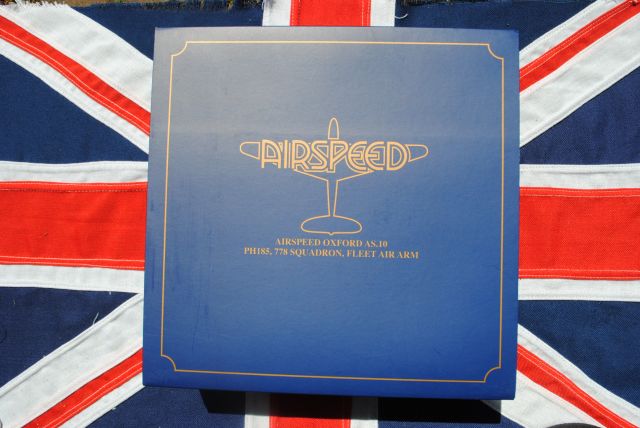 AIRSPEED
AIRSPEED OXFORD AS.10
PH185, 778 SQUADRON, FLEET AIR ARM